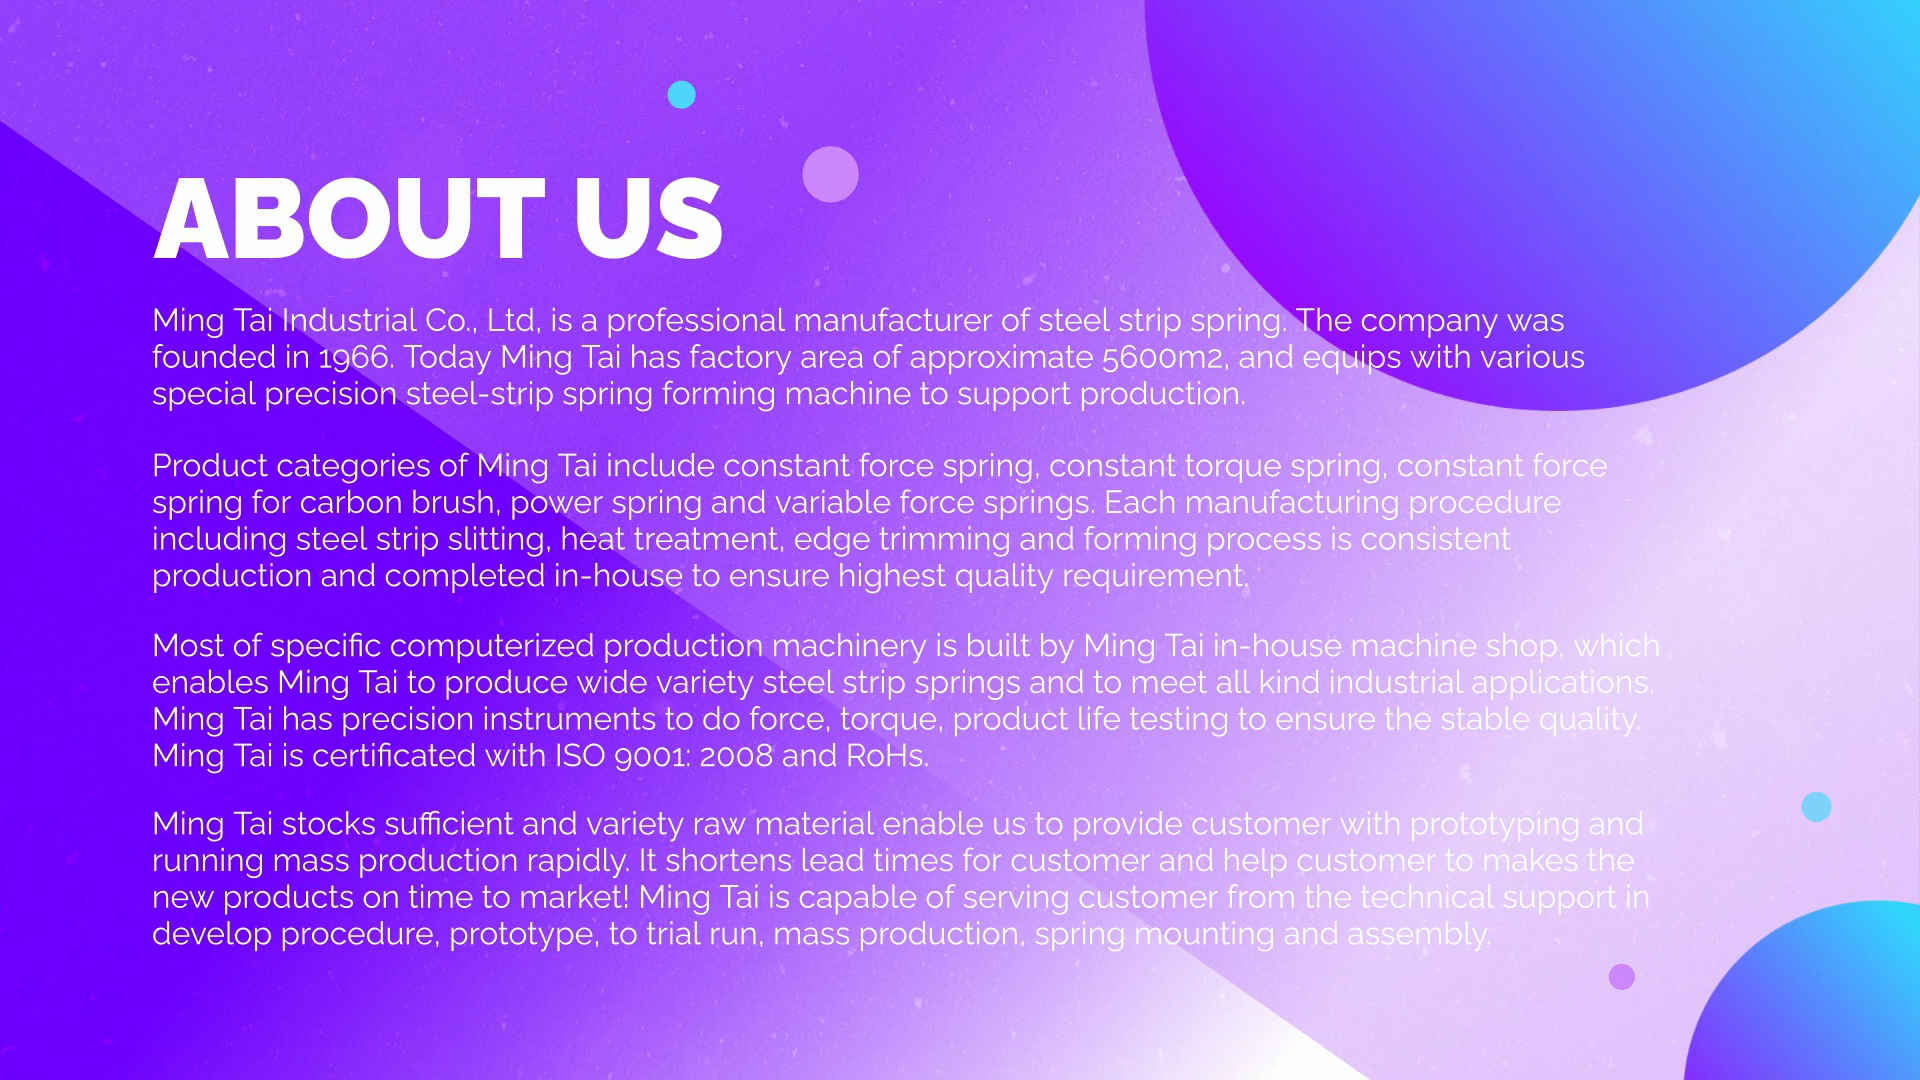 ABOUT US
Ming Tai Industrial Co., Ltd, is a professional manufacturer of steel strip spring. The company was
founded in 1966. Today Ming Tai has factory area of approximate 5600m2, and equips with various
special precision steel-strip spring forming machine to support production.
Product categories of Ming Tai include constant force spring, constant torque spring, constant force
spring for carbon brush, power spring and variable force springs. Each manufacturing procedure
including steel strip slitting, heat treatment, edge trimming and forming process is consistent
production and completed in-house to ensure highest quality requirement.
Most of specific computerized production machinery is built by Ming Tai in-house machine shop, which
enables Ming Tai to produce wide variety steel strip springs and to meet all kind industrial applications.
Ming Tai has precision instruments to do force, torque, product life testing to ensure the stable quality.
Ming Tai is certificated with ISO 9001: 2008 and RoHs.
Ming Tai stocks sufficient and variety raw material enable us to provide customer with prototyping and
running mass production rapidly. It shortens lead times for customer and help customer to makes the
new products on time to market! Ming Tai is capable of serving customer from the technical support in
develop procedure, prototype, to trial run, mass production, spring mounting and assembly.